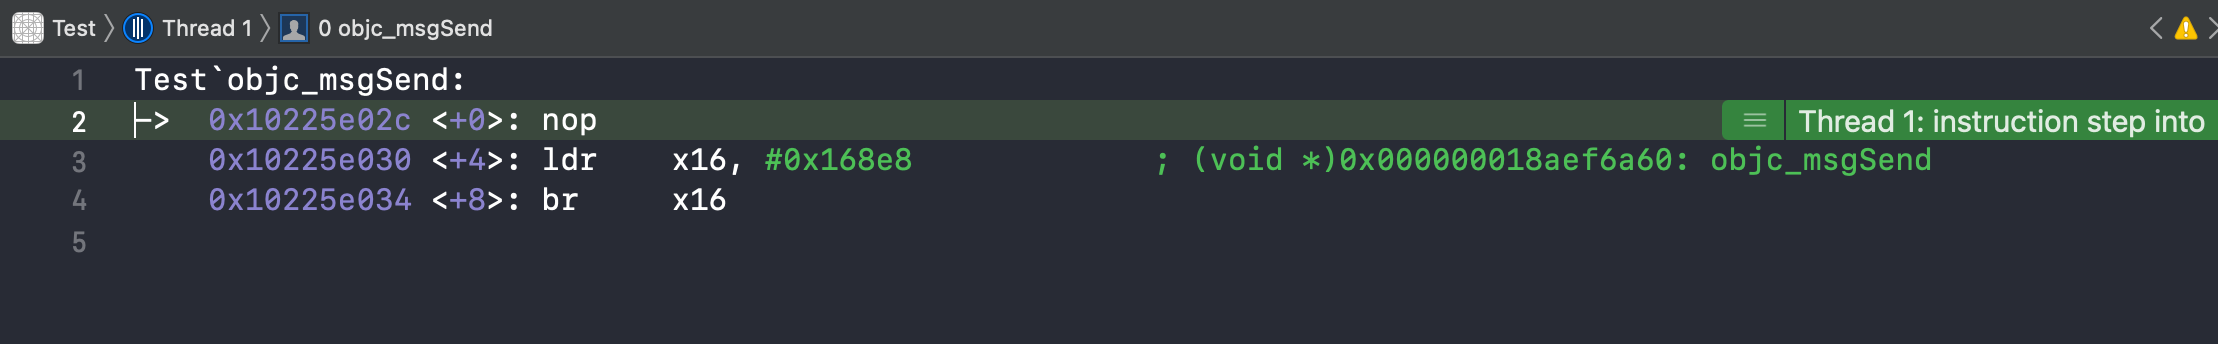 Test Thread 1 0 objc_msgSend
1 Test`objc_msgSend:
2 -> 0x10225e02c <+0>: nop Thread 1: instruction step into
3 0x10225e030 <+4>: ldr x16, #0x168e8 ; (void *)0x000000018aef6a60: objc_msgSend
4 0x10225e034 <+8>: br x16
5